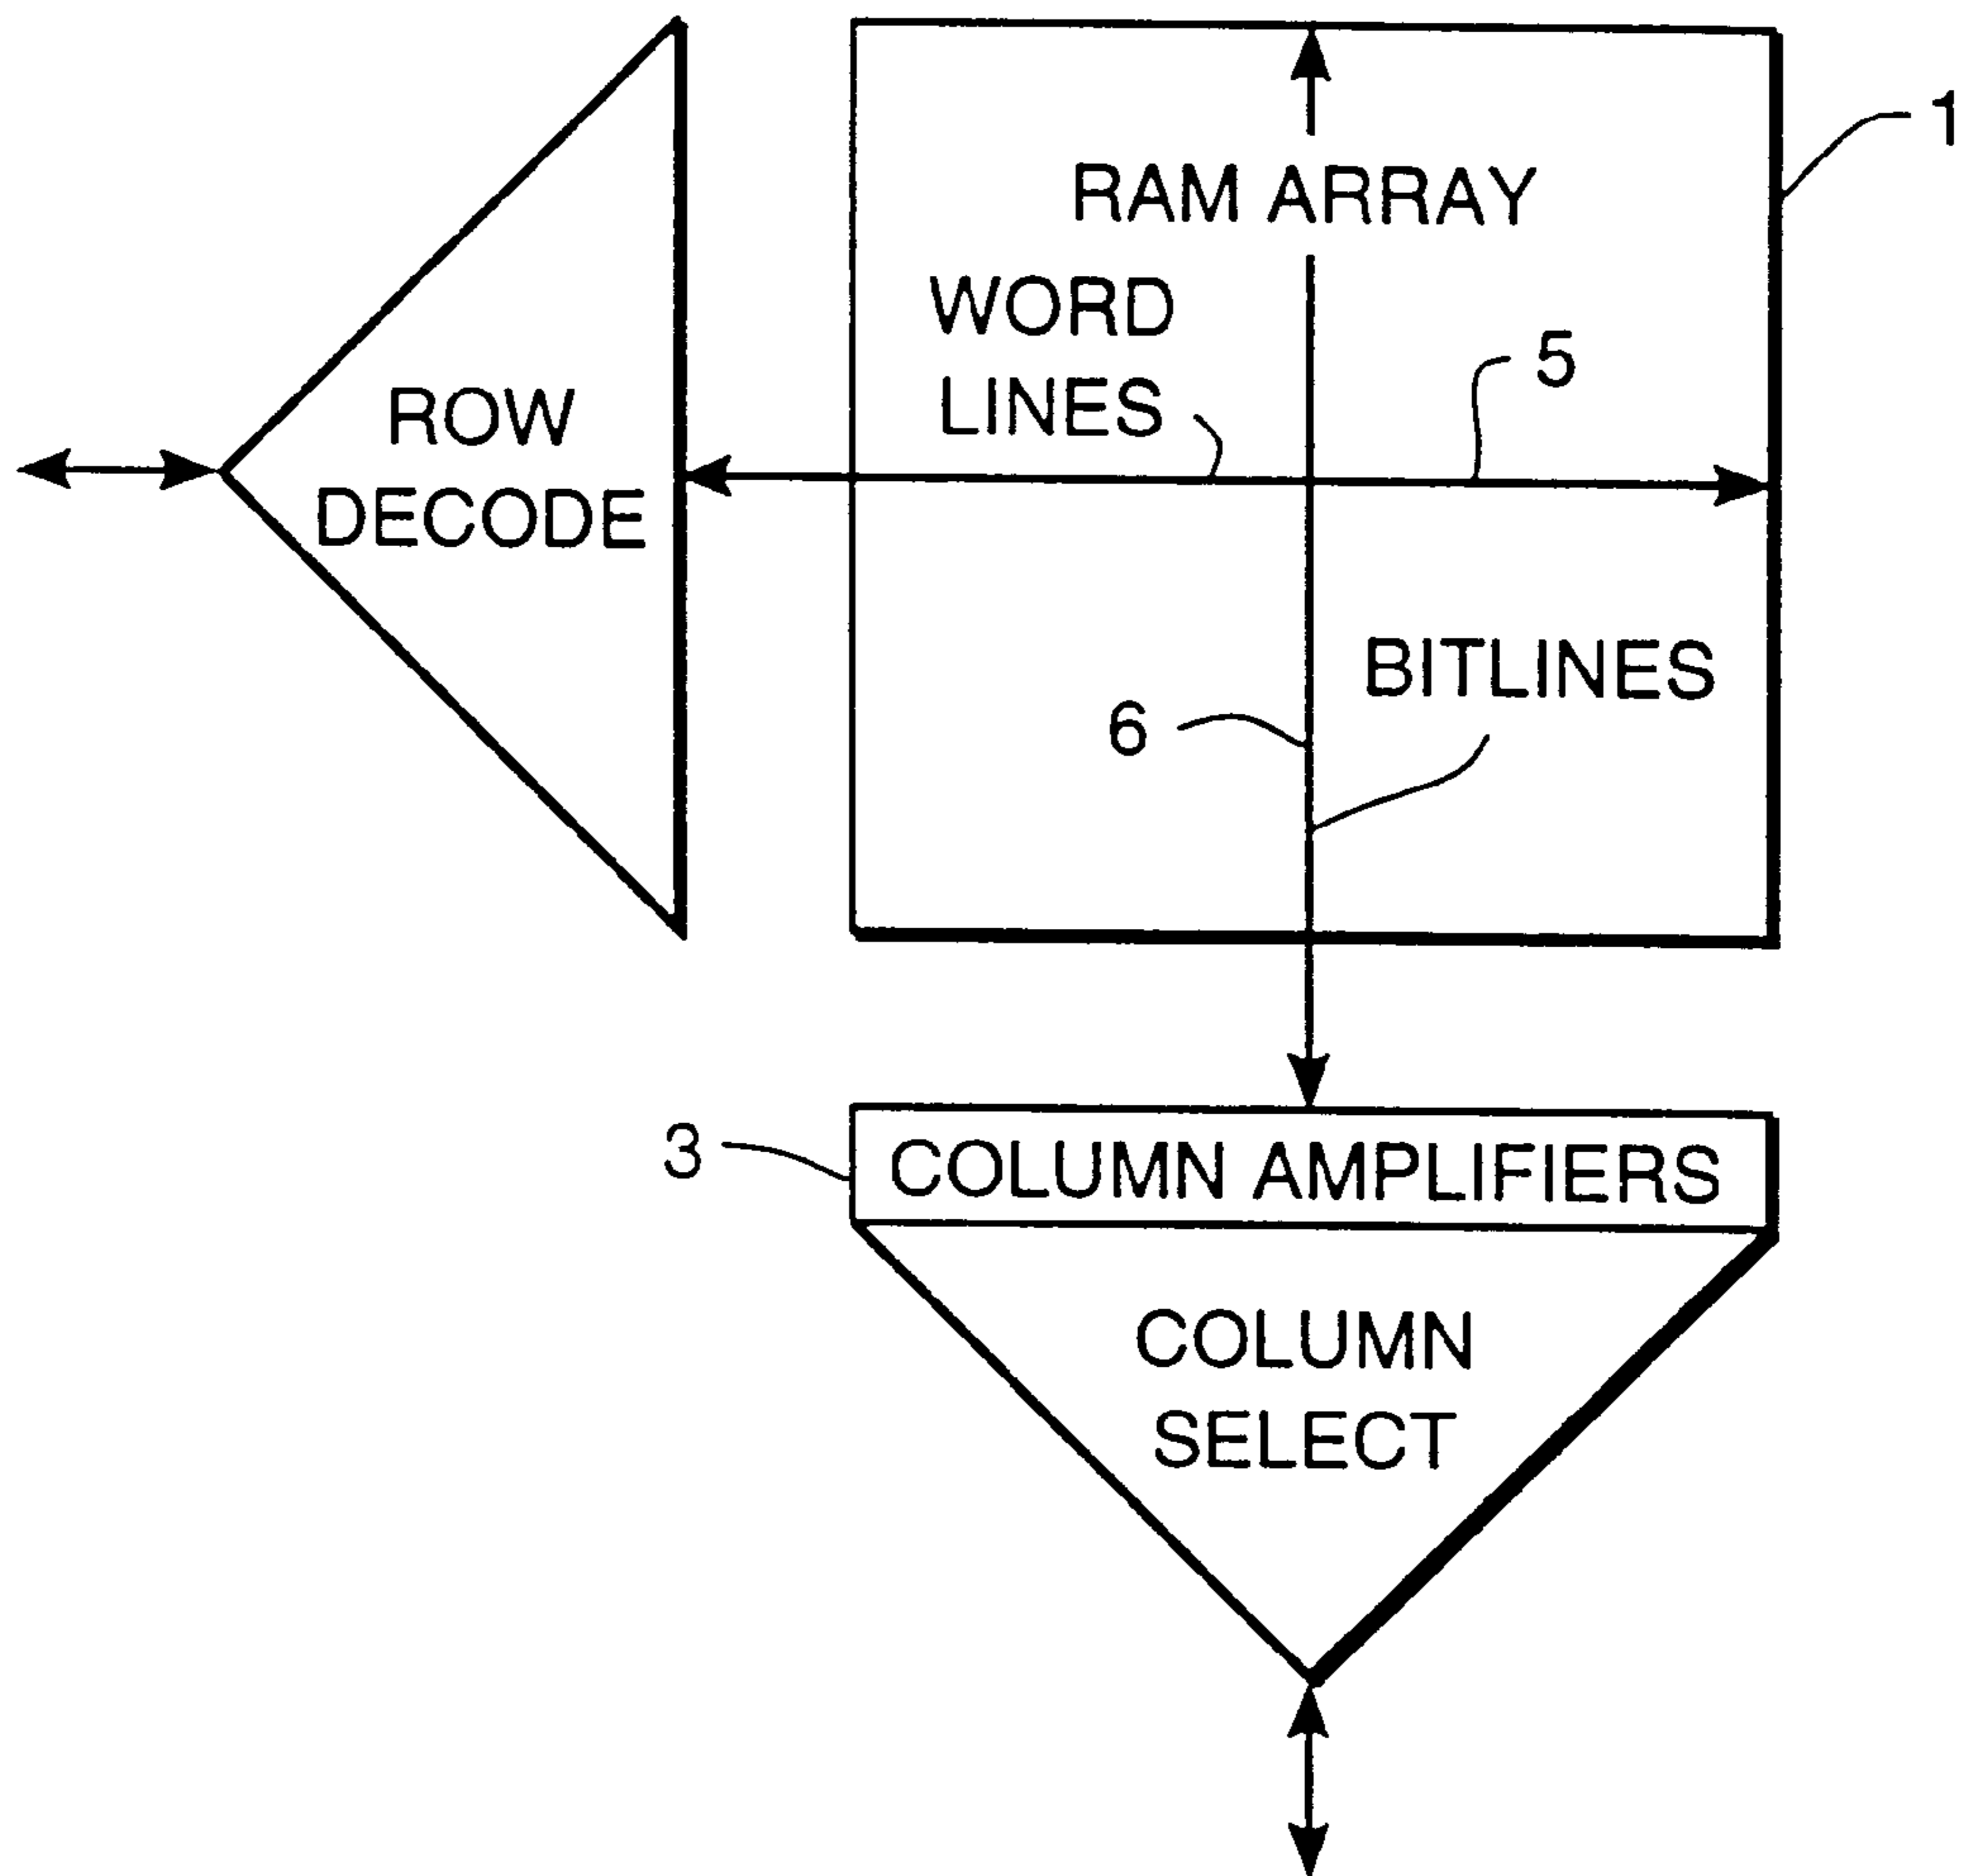 1
RAM ARRAY
WORD
LINES
5
ROW
DECODE
BITLINES
6
3
COLUMN AMPLIFIERS
COLUMN
SELECT